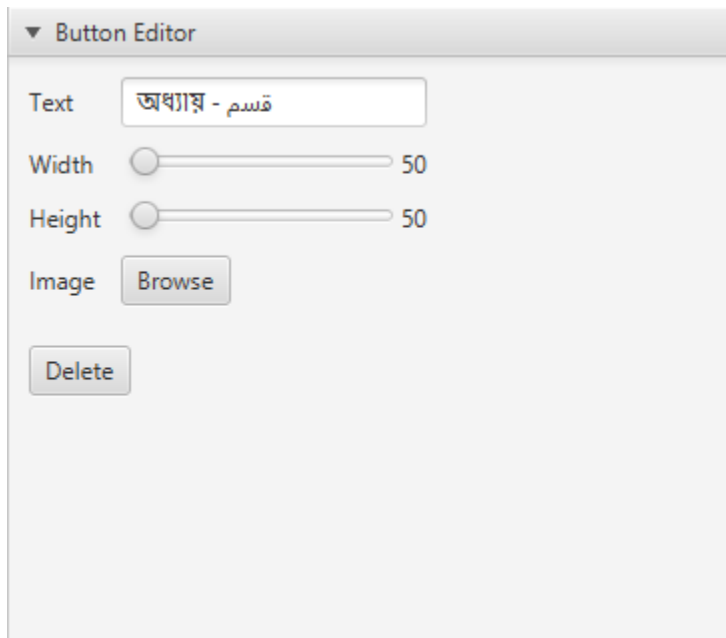 Button Editor
Text অধ্যায় - قسم
Width 50
Height 50
Image Browse
Delete